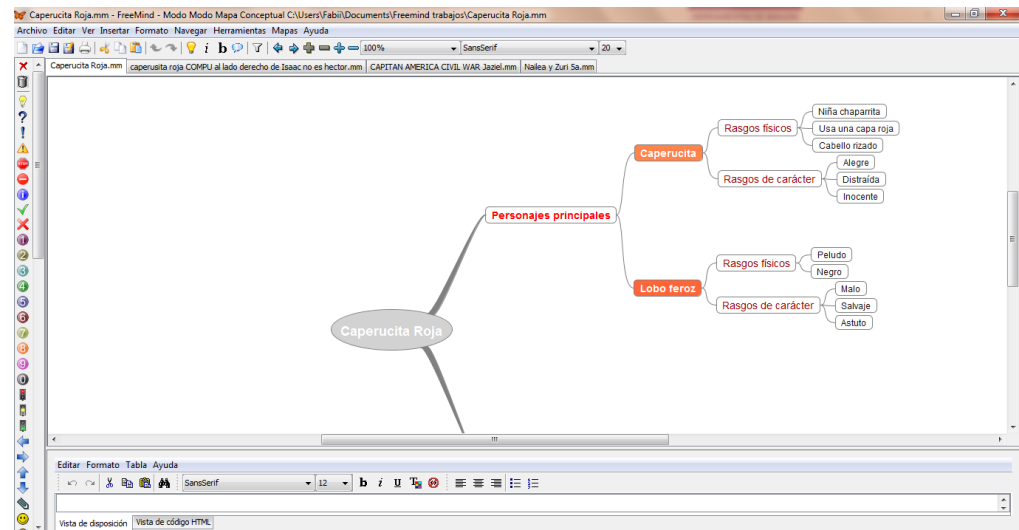 Caperucita Roja.mm - FreeMind - Modo Modo Mapa Conceptual C:\Users\Fabii\Documents\Freemind trabajos\Caperucita Roja.mm
Archivo Editar Ver Insertar Formato Navegar Herramientas Mapas Ayuda
100% SansSerif 20
Caperucita Roja.mm caperusita roja COMPU al lado derecho de Isaac no es hector.mm CAPITAN AMERICA CIVIL WAR Jaziel.mm Nailea y Zuri Sa.mm
Caperucita Roja
Personajes principales
Caperucita
Rasgos físicos
Niña chaparrita
Usa una capa roja
Cabello rizado
Rasgos de carácter
Alegre
Distraída
Inocente
Lobo feroz
Rasgos físicos
Peludo
Negro
Rasgos de carácter
Malo
Salvaje
Astuto
Editar Formato Tabla Ayuda
SansSerif 12 b i U
Vista de disposición Vista de código HTML